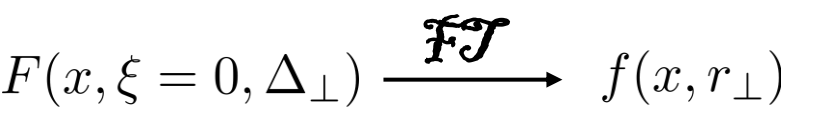 F(x, ξ = 0, Δ⊥) FT f(x, r⊥)